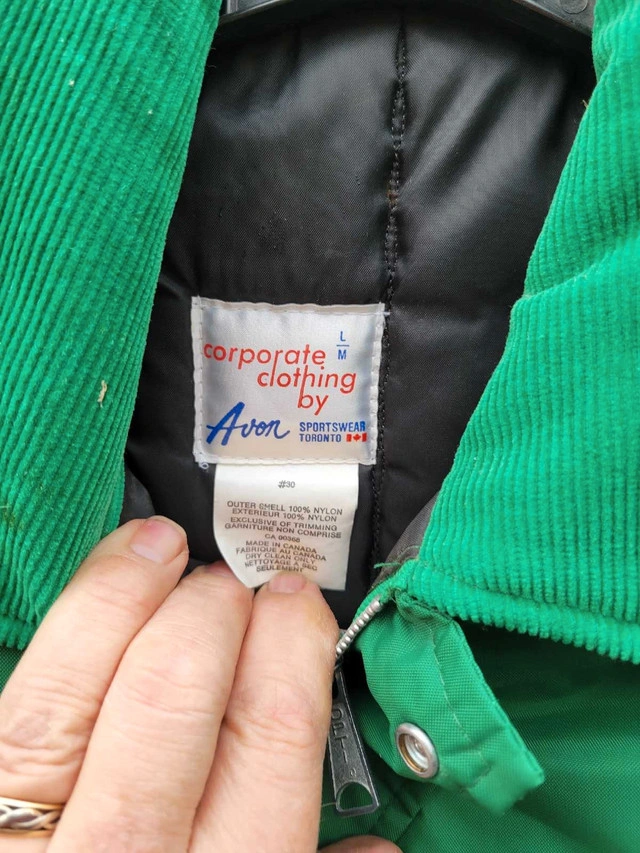 L
M
corporate
clothing
by
Avon SPORTSWEAR
TORONTO
#30
OUTER SHELL 100% NYLON
EXTERIEUR 100% NYLON
EXCLUSIVE OF TRIMMING
GARNITURE NON COMPRISE
MADE IN CANADA
FABRIQUE AU CANADA
DRY CLEAN ONLY
NETTOYAGE A SEC
SEULEMENT